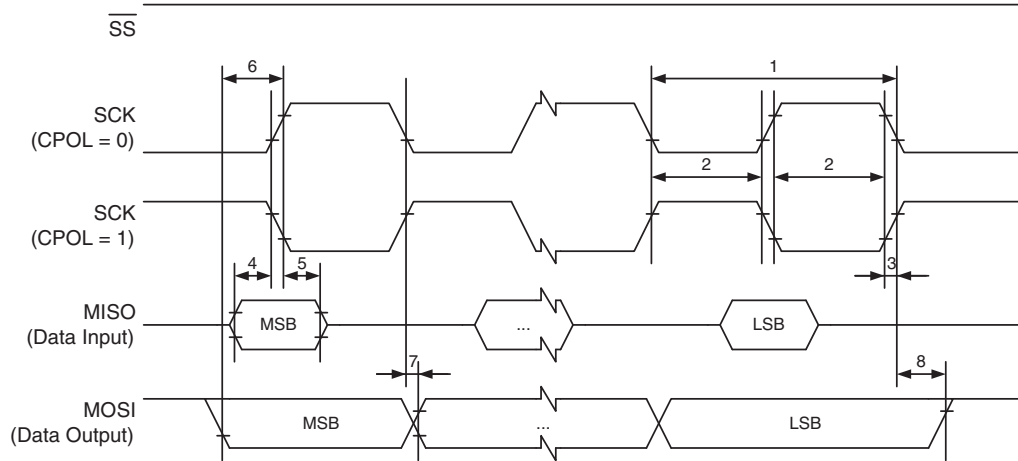 SS
6
1
SCK
(CPOL = 0)
2
2
SCK
(CPOL = 1)
4
5
3
MISO
(Data Input)
MSB
...
LSB
7
8
MOSI
(Data Output)
MSB
...
LSB